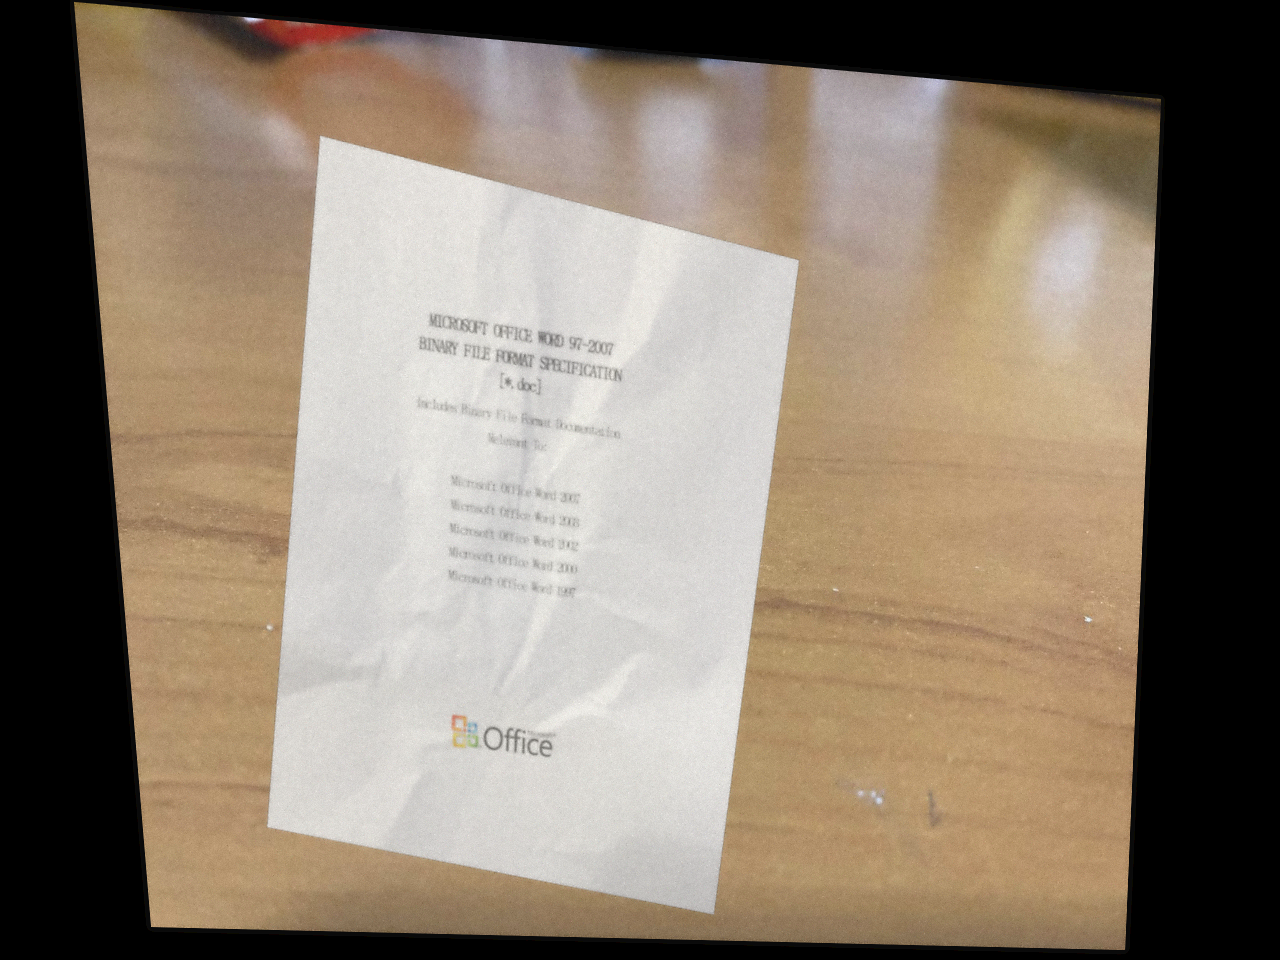 MICROSOFT OFFICE WORD 97-2007
BINARY FILE FORMAT SPECIFICATION
[*.doc]
Includes Binary File Format Documentation
Relevant To:
Microsoft Office Word 2007
Microsoft Office Word 2003
Microsoft Office Word 2002
Microsoft Office Word 2000
Microsoft Office Word 1997
Office